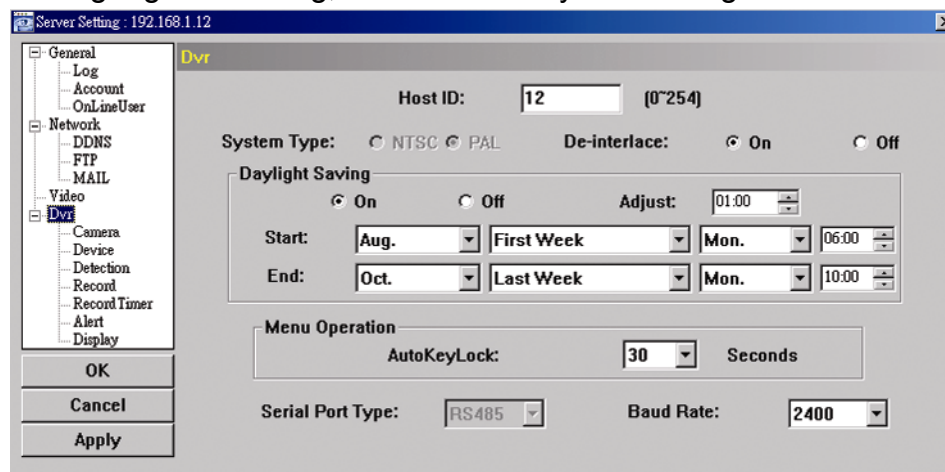 Server Setting : 192.168.1.12
General
Log
Account
OnLineUser
Network
DDNS
FTP
MAIL
Video
Dvr
Camera
Device
Detection
Record
RecordTimer
Alert
Display
OK
Cancel
Apply
Dvr
Host ID: 12 (0~254)
System Type: NTSC PAL De-interlace: On Off
Daylight Saving
On Off Adjust: 01:00
Start: Aug. First Week Mon. 06:00
End: Oct. Last Week Mon. 10:00
Menu Operation
AutoKeyLock: 30 Seconds
Serial Port Type: RS485 Baud Rate: 2400